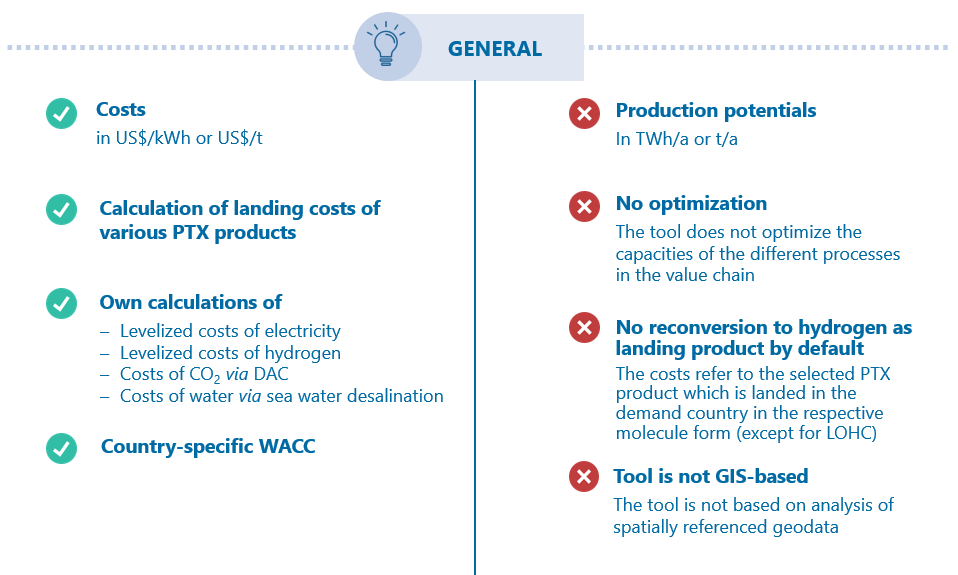 GENERAL
Costs
in US$/kWh or US$/t
Calculation of landing costs of
various PTX products
Own calculations of
– Levelized costs of electricity
– Levelized costs of hydrogen
– Costs of CO₂ via DAC
– Costs of water via sea water desalination
Country-specific WACC
Production potentials
In TWh/a or t/a
No optimization
The tool does not optimize the
capacities of the different processes
in the value chain
No reconversion to hydrogen as
landing product by default
The costs refer to the selected PTX
product which is landed in the
demand country in the respective
molecule form (except for LOHC)
Tool is not GIS-based
The tool is not based on analysis of
spatially referenced geodata